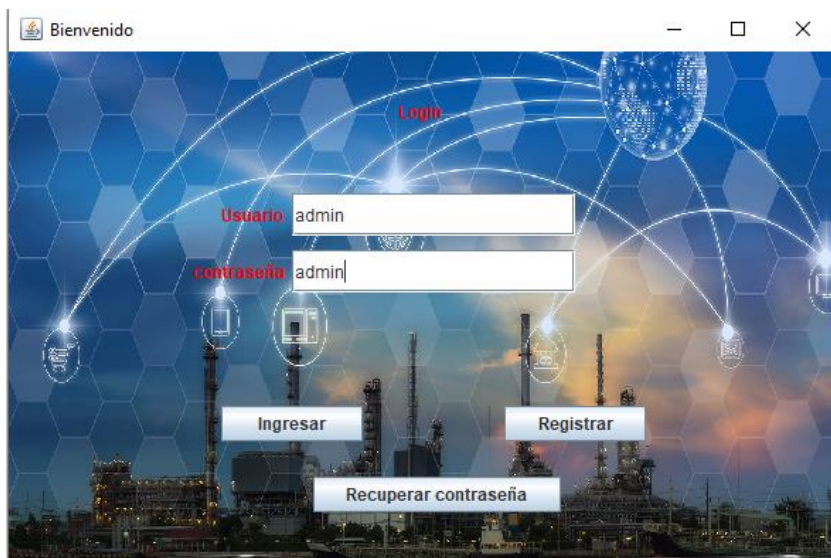 Bienvenido
Login
Usuario admin
contraseña admin
Ingresar Registrar
Recuperar contraseña